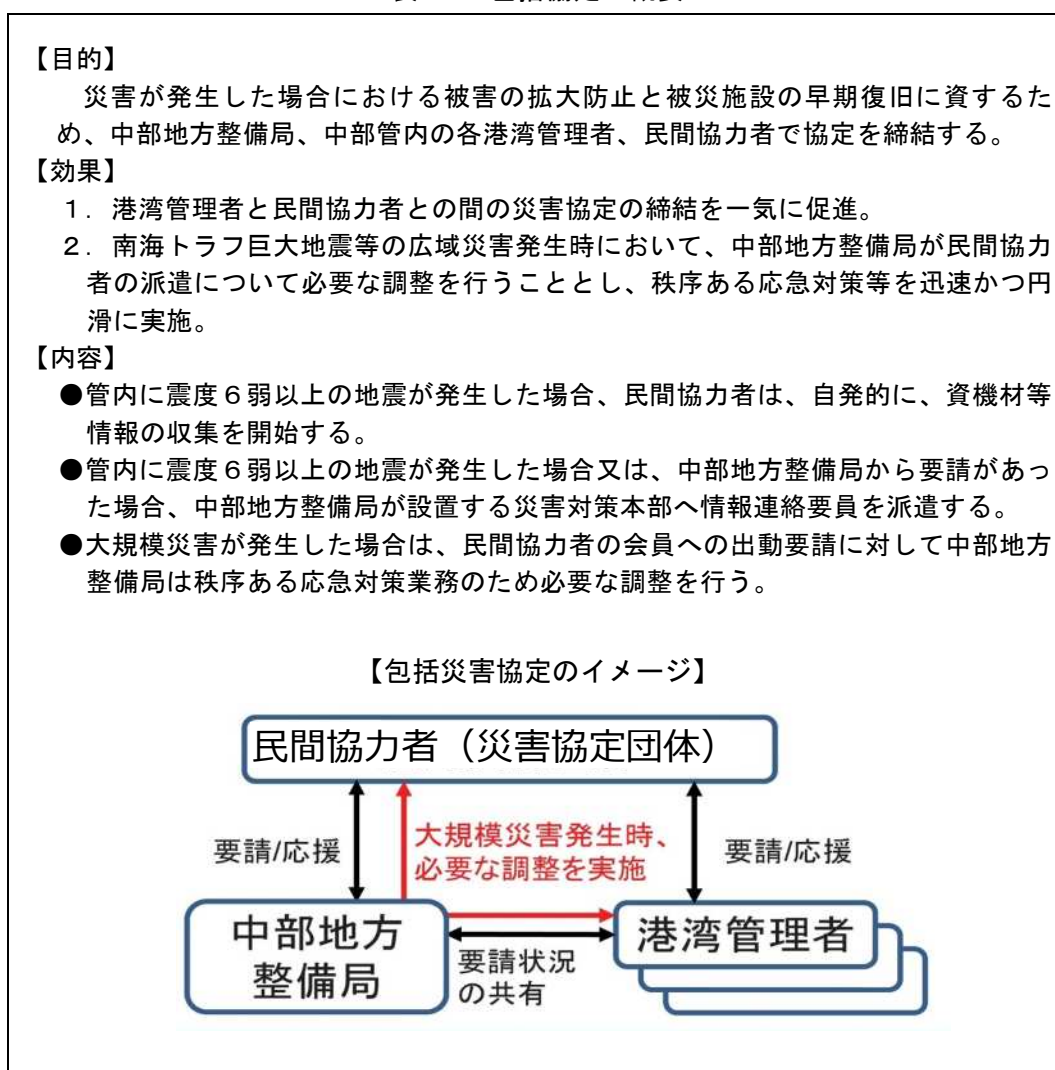 【目的】
災害が発生した場合における被害の拡大防止と被災施設の早期復旧に資するた
め、中部地方整備局、中部管内の各港湾管理者、民間協力者で協定を締結する。
【効果】
１．港湾管理者と民間協力者との間の災害協定の締結を一気に促進。
２．南海トラフ巨大地震等の広域災害発生時において、中部地方整備局が民間協力
者の派遣について必要な調整を行うこととし、秩序ある応急対策等を迅速かつ円
滑に実施。
【内容】
●管内に震度６弱以上の地震が発生した場合、民間協力者は、自発的に、資機材等
情報の収集を開始する。
●管内に震度６弱以上の地震が発生した場合又は、中部地方整備局から要請があっ
た場合、中部地方整備局が設置する災害対策本部へ情報連絡要員を派遣する。
●大規模災害が発生した場合は、民間協力者の会員への出動要請に対して中部地方
整備局は秩序ある応急対策業務のため必要な調整を行う。
【包括災害協定のイメージ】
民間協力者（災害協定団体）
要請/応援
大規模災害発生時、
必要な調整を実施
要請/応援
中部地方
整備局
要請状況
の共有
港湾管理者